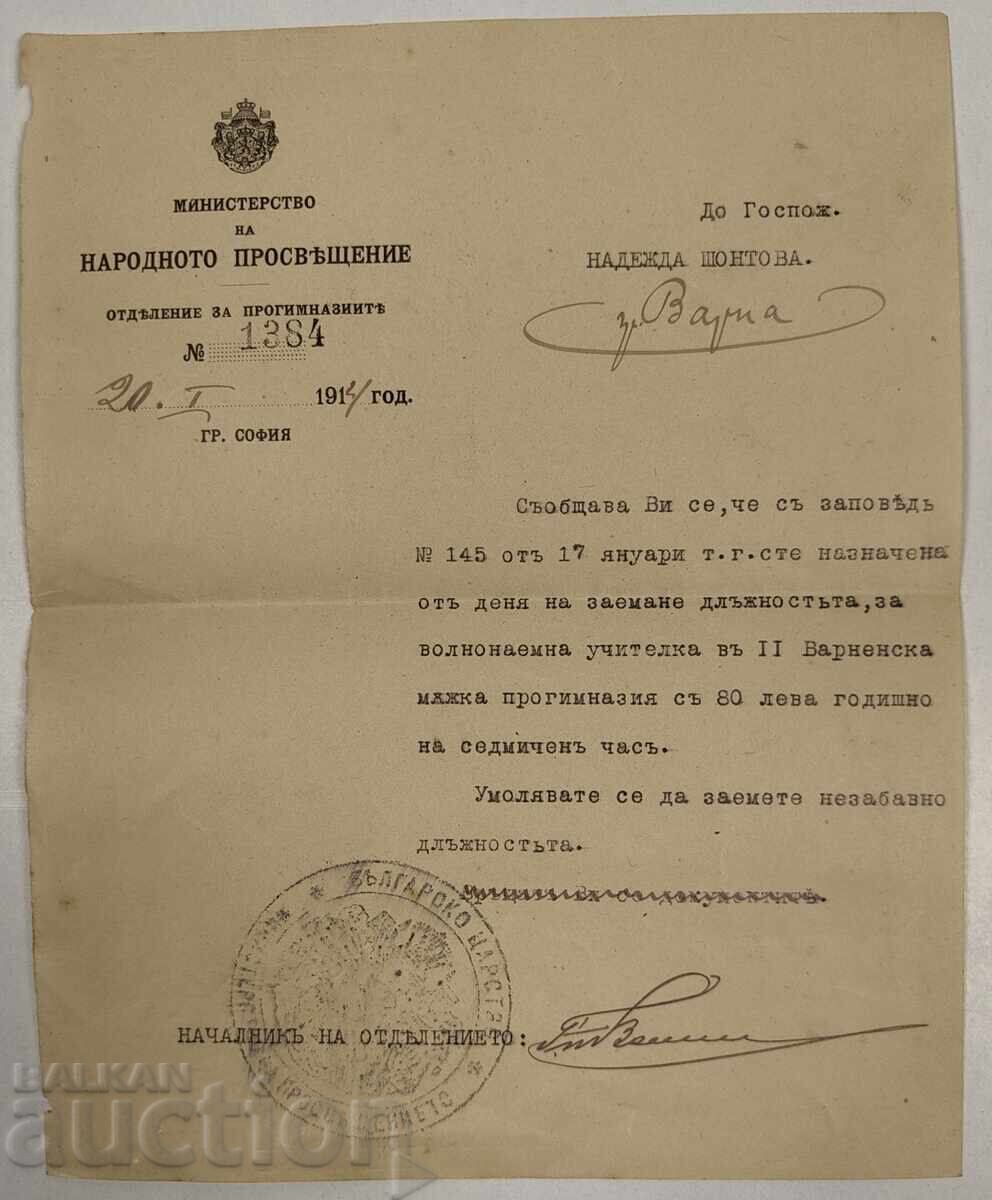 МИНИСТЕРСТВО
НА
НАРОДНОТО ПРОСВѢЩЕНИЕ
ОТДѢЛЕНИЕ ЗА ПРОГИМНАЗИИТѢ
№ 1384
20. I 1914 год.
ГР. СОФИЯ
До Госпож.
НАДЕЖДА ШОНТОВА.
гр. Варна
Съобщава Ви се, че съ заповѣдь
№ 145 отъ 17 януари т.г. сте назначена
отъ деня на заемане длъжностьта, за
волнонаемна учителка въ II Варненска
мѫжка прогимназия съ 80 лева годишно
на седмиченъ часъ.
Умолявате се да заемете незабавно
длъжностьта.
БЪЛГАРСКО ЦАРСТВО
НАЧАЛНИКЪ НА ОТДѢЛЕНИЕТО:
BALKAN
auction